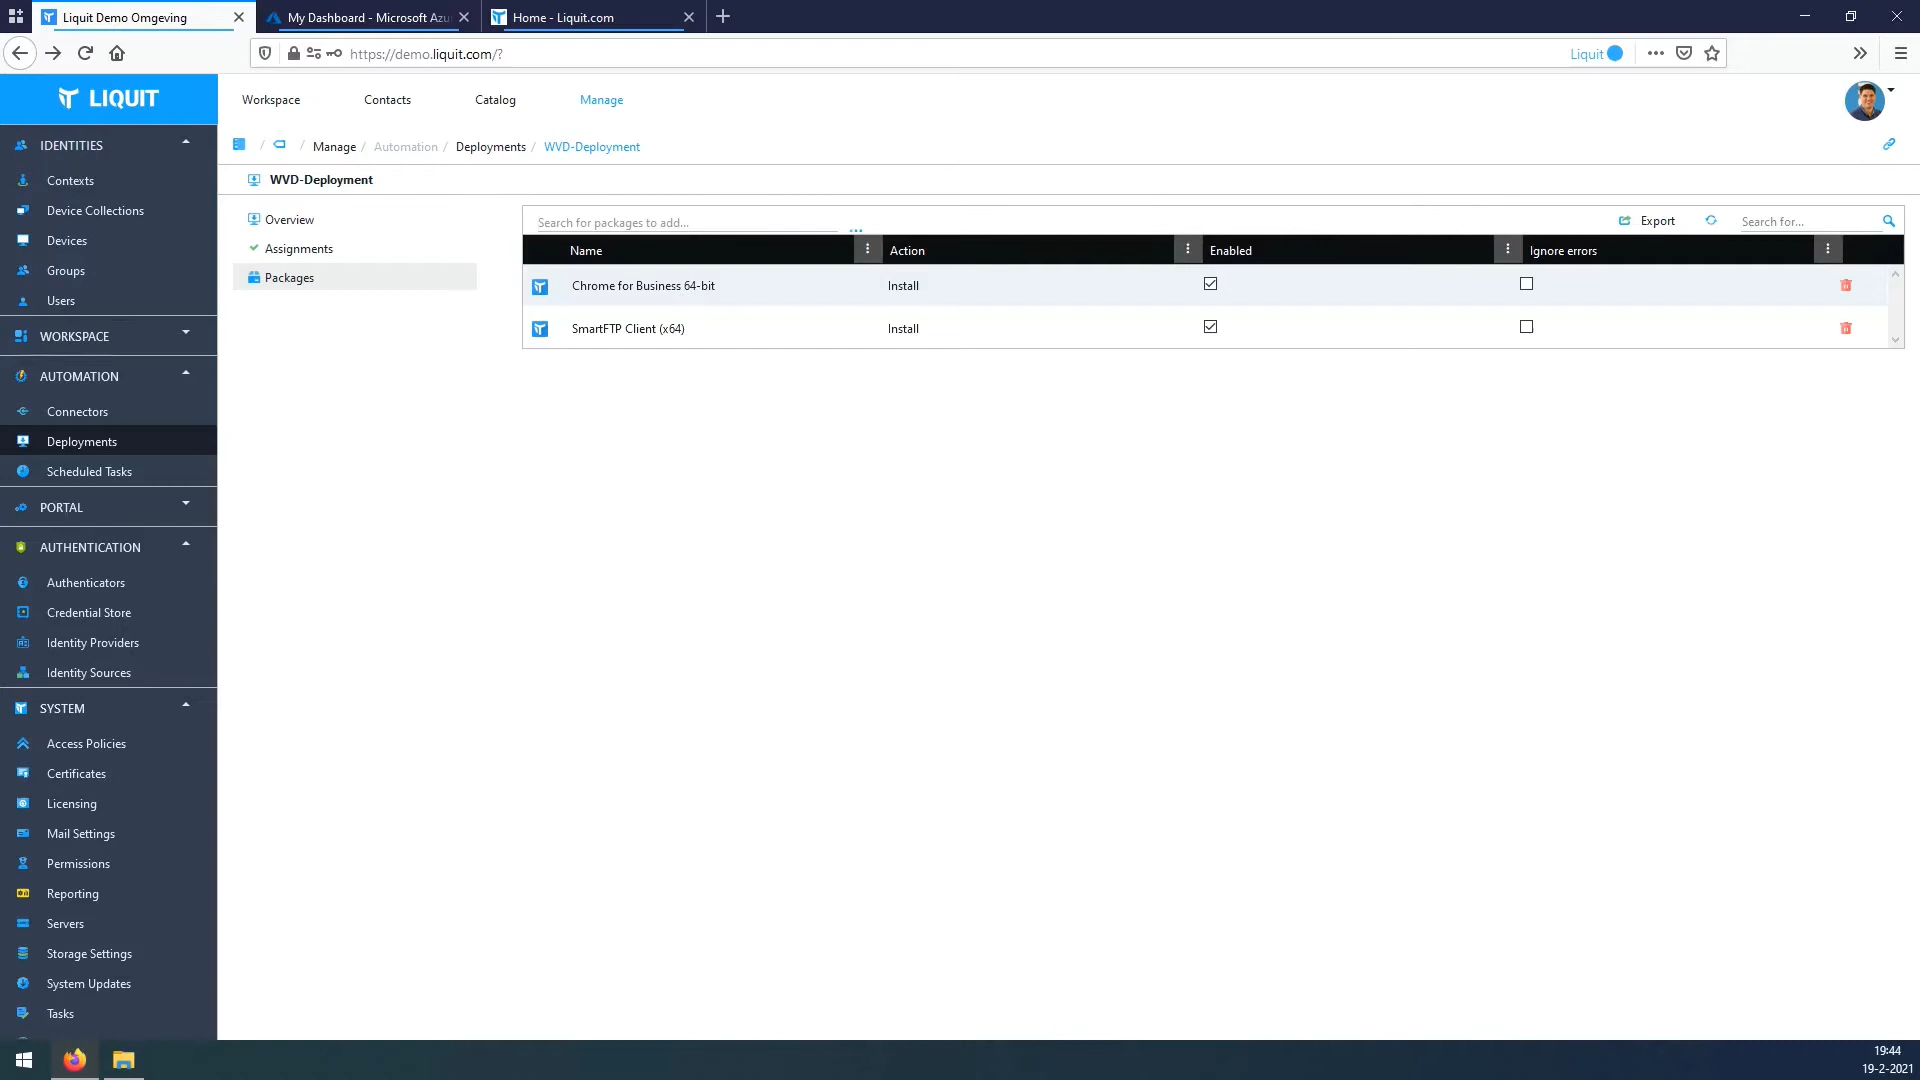 Liquit Demo Omgeving
My Dashboard - Microsoft Azu
Home - Liquit.com
https://demo.liquit.com/?
Liquit
LIQUIT
Workspace
Contacts
Catalog
Manage
/ / Manage / Automation / Deployments / WVD-Deployment
WVD-Deployment
IDENTITIES
Contexts
Device Collections
Devices
Groups
Users
WORKSPACE
AUTOMATION
Connectors
Deployments
Scheduled Tasks
PORTAL
AUTHENTICATION
Authenticators
Credential Store
Identity Providers
Identity Sources
SYSTEM
Access Policies
Certificates
Licensing
Mail Settings
Permissions
Reporting
Servers
Storage Settings
System Updates
Tasks
Overview
Assignments
Packages
Search for packages to add...
...
Export
Search for...
Name Action Enabled Ignore errors
Chrome for Business 64-bit Install
SmartFTP Client (x64) Install
19:44
19-2-2021